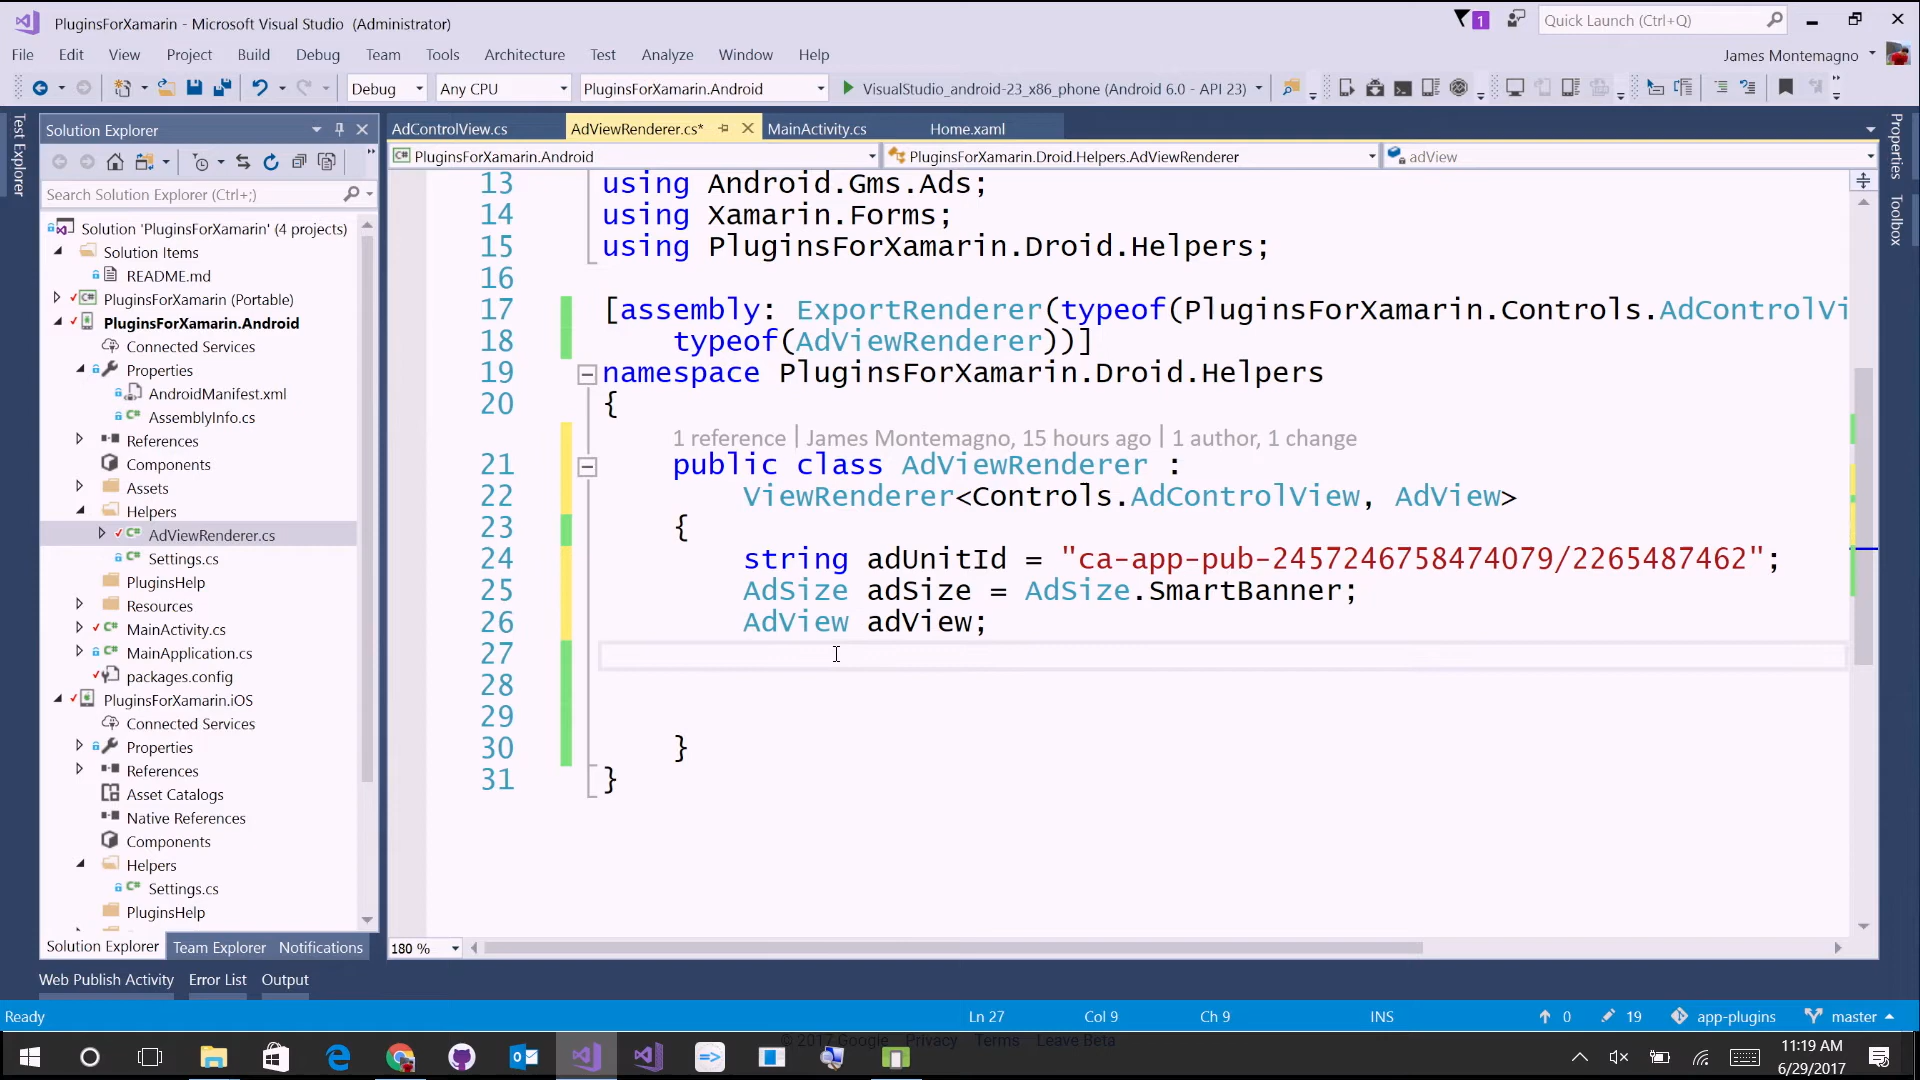 PluginsForXamarin - Microsoft Visual Studio (Administrator)
1
Quick Launch (Ctrl+Q)
File Edit View Project Build Debug Team Tools Architecture Test Analyze Window Help
James Montemagno
Debug Any CPU PluginsForXamarin.Android VisualStudio_android-23_x86_phone (Android 6.0 - API 23)
Test Explorer
Solution Explorer
Search Solution Explorer (Ctrl+;)
Solution 'PluginsForXamarin' (4 projects)
Solution Items
README.md
PluginsForXamarin (Portable)
PluginsForXamarin.Android
Connected Services
Properties
AndroidManifest.xml
AssemblyInfo.cs
References
Components
Assets
Helpers
AdViewRenderer.cs
Settings.cs
PluginsHelp
Resources
MainActivity.cs
MainApplication.cs
packages.config
PluginsForXamarin.iOS
Connected Services
Properties
References
Asset Catalogs
Native References
Components
Helpers
Settings.cs
PluginsHelp
Solution Explorer Team Explorer Notifications
AdControlView.cs AdViewRenderer.cs* MainActivity.cs Home.xaml
PluginsForXamarin.Android PluginsForXamarin.Droid.Helpers.AdViewRenderer adView
13 using Android.Gms.Ads;
14 using Xamarin.Forms;
15 using PluginsForXamarin.Droid.Helpers;
16
17 [assembly: ExportRenderer(typeof(PluginsForXamarin.Controls.AdControlVi
18 typeof(AdViewRenderer))]
19 namespace PluginsForXamarin.Droid.Helpers
20 {
1 reference | James Montemagno, 15 hours ago | 1 author, 1 change
21 public class AdViewRenderer :
22 ViewRenderer<Controls.AdControlView, AdView>
23 {
24 string adUnitId = "ca-app-pub-2457246758474079/2265487462";
25 AdSize adSize = AdSize.SmartBanner;
26 AdView adView;
27
28
29
30 }
31 }
180 %
Properties
Toolbox
Web Publish Activity Error List Output
Ready Ln 27 Col 9 Ch 9 INS 0 19 app-plugins master
© 2017 Google Privacy Terms Leave Beta
11:19 AM
6/29/2017